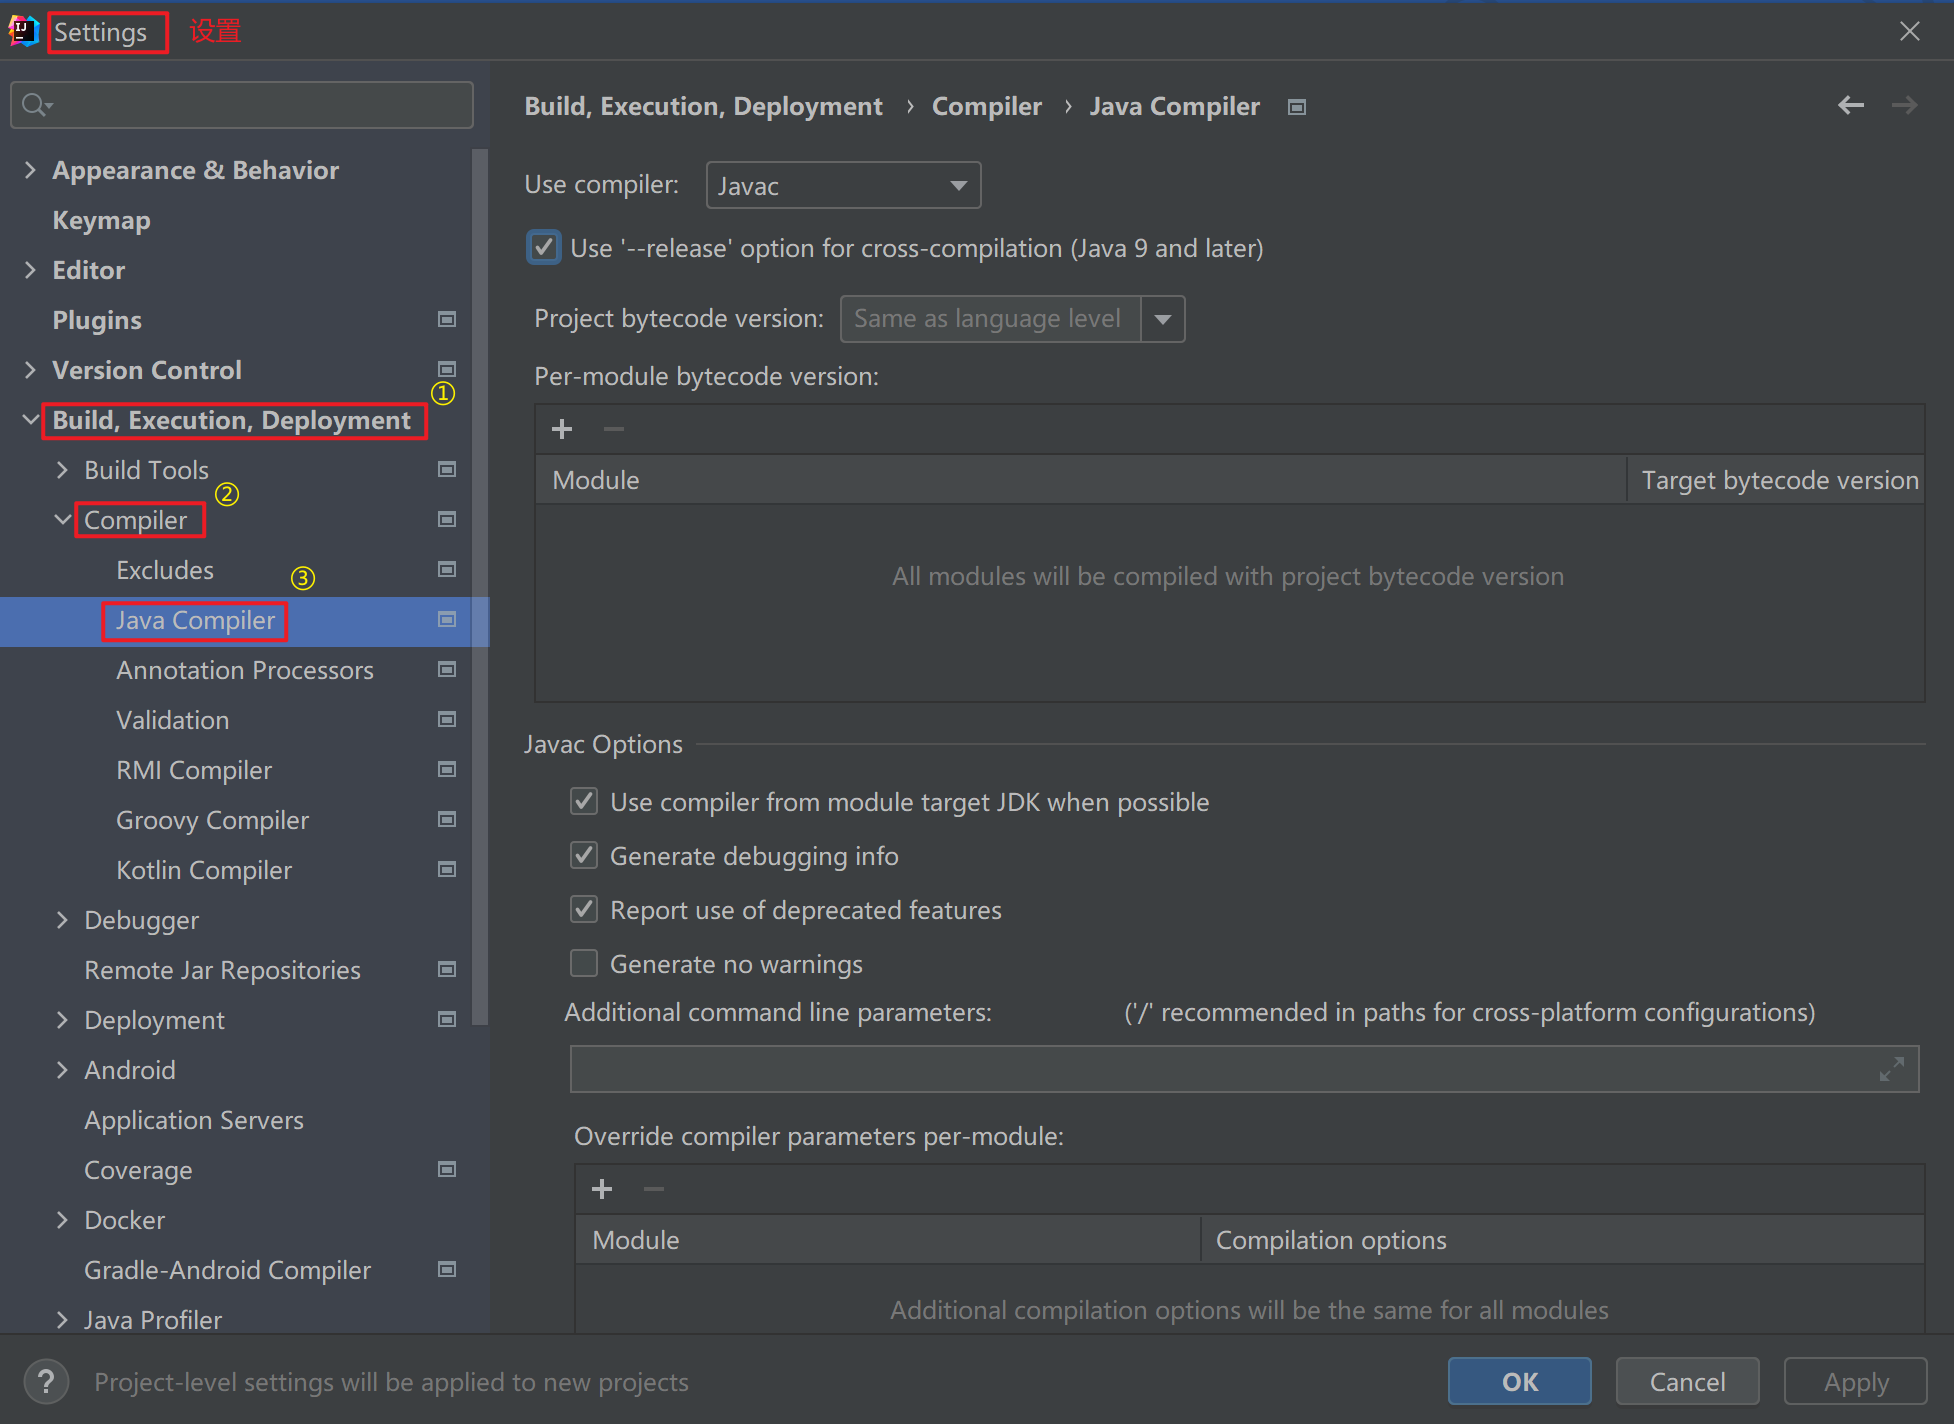 Settings 设置
Appearance & Behavior
Keymap
Editor
Plugins
Version Control
①
Build, Execution, Deployment
Build Tools
②
Compiler
Excludes
③
Java Compiler
Annotation Processors
Validation
RMI Compiler
Groovy Compiler
Kotlin Compiler
Debugger
Remote Jar Repositories
Deployment
Android
Application Servers
Coverage
Docker
Gradle-Android Compiler
Java Profiler
Build, Execution, Deployment › Compiler › Java Compiler
Use compiler: Javac
Use '--release' option for cross-compilation (Java 9 and later)
Project bytecode version: Same as language level
Per-module bytecode version:
Module Target bytecode version
All modules will be compiled with project bytecode version
Javac Options
Use compiler from module target JDK when possible
Generate debugging info
Report use of deprecated features
Generate no warnings
Additional command line parameters: ('/' recommended in paths for cross-platform configurations)
Override compiler parameters per-module:
Module Compilation options
Additional compilation options will be the same for all modules
? Project-level settings will be applied to new projects
OK Cancel Apply